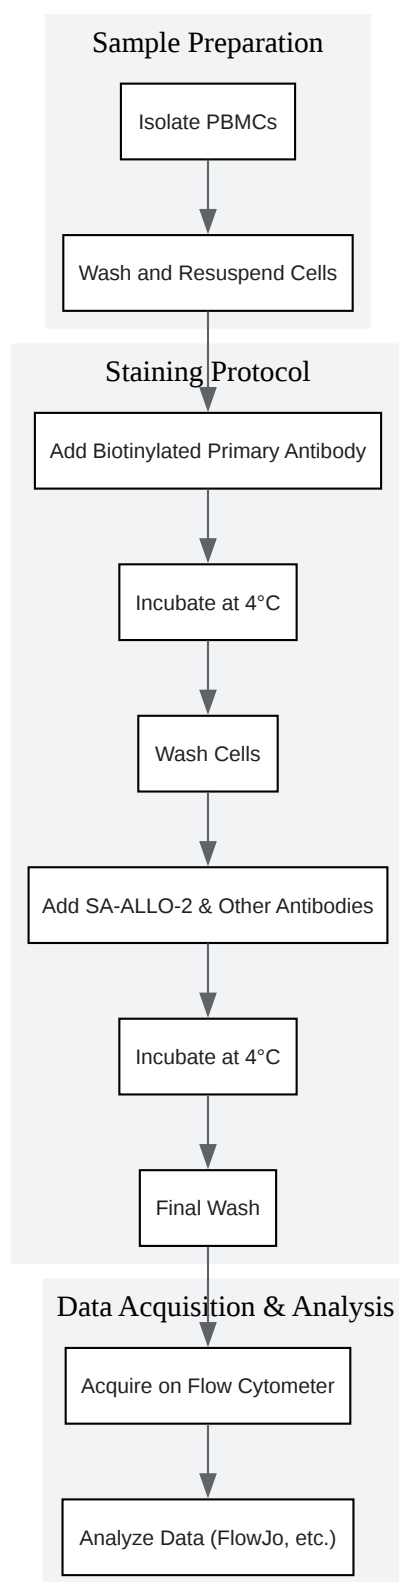 Sample Preparation
Isolate PBMCs
Wash and Resuspend Cells
Staining Protocol
Add Biotinylated Primary Antibody
Incubate at 4°C
Wash Cells
Add SA-ALLO-2 & Other Antibodies
Incubate at 4°C
Final Wash
Data Acquisition & Analysis
Acquire on Flow Cytometer
Analyze Data (FlowJo, etc.)